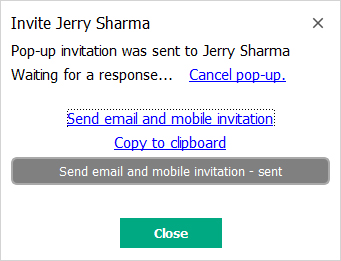 Invite Jerry Sharma
Pop-up invitation was sent to Jerry Sharma
Waiting for a response... Cancel pop-up.
Send email and mobile invitation
Copy to clipboard
Send email and mobile invitation - sent
Close